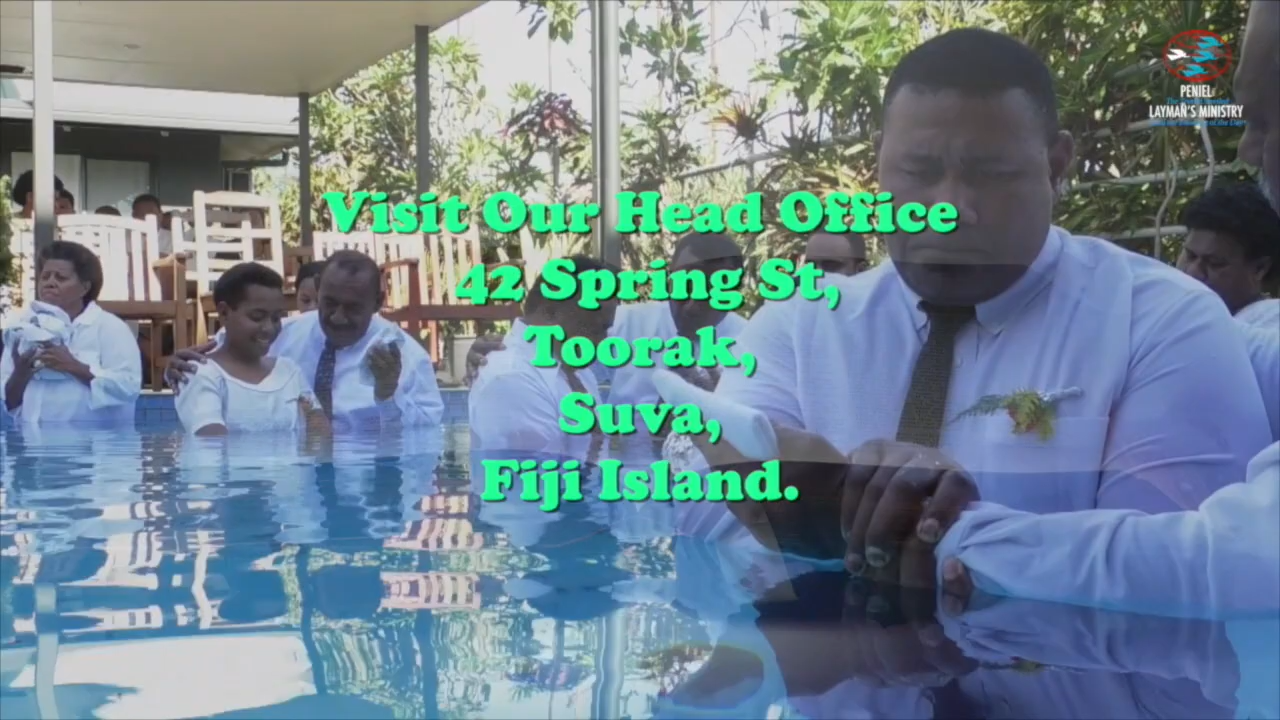 PENIEL
LAYMAN'S MINISTRY
Visit Our Head Office
42 Spring St,
Toorak,
Suva,
Fiji Island.